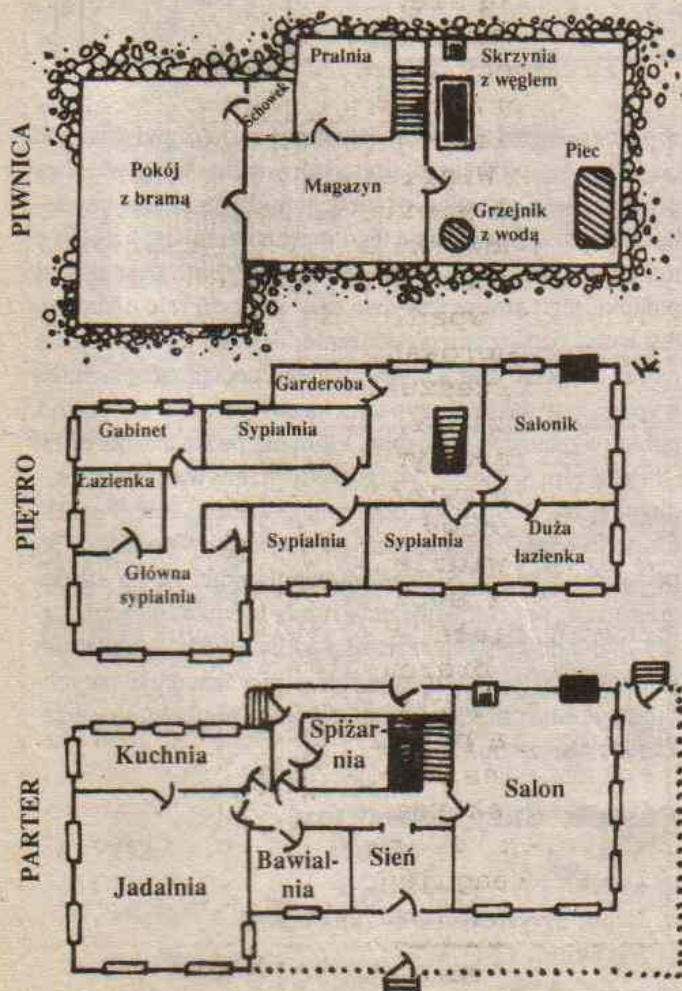 PIWNICA
Pralnia
Skrzynia
z węglem
Schowek
Pokój
z bramą
Magazyn
Piec
Grzejnik
z wodą
PIĘTRO
Garderoba
Gabinet
Sypialnia
Salonik
Łazienka
Sypialnia
Sypialnia
Duża
łazienka
Główna
sypialnia
PARTER
Kuchnia
Spiżar-
nia
Salon
Bawial-
nia
Sień
Jadalnia